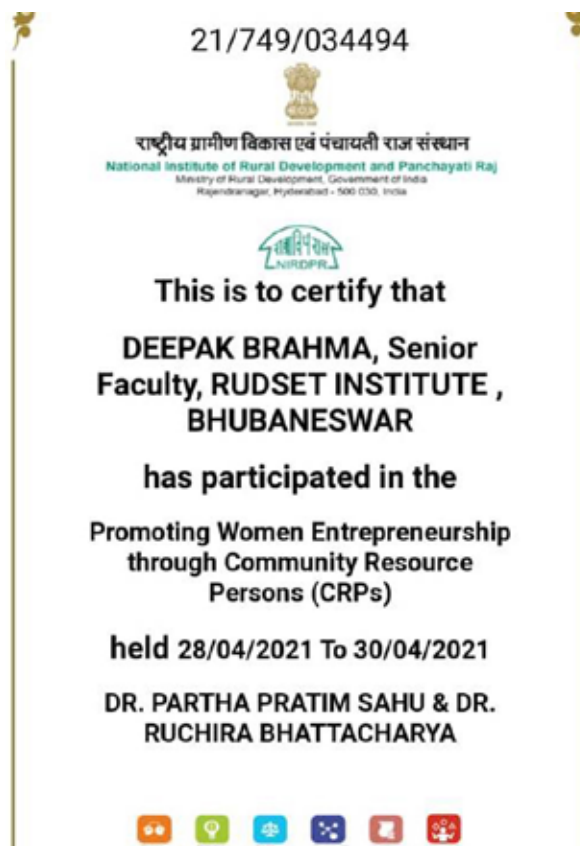 21/749/034494
राष्ट्रीय ग्रामीण विकास एवं पंचायती राज संस्थान
National Institute of Rural Development and Panchayati Raj
Ministry of Rural Development, Government of India
Rajendranagar, Hyderabad - 500 030, India
NIRDPR
This is to certify that
DEEPAK BRAHMA, Senior
Faculty, RUDSET INSTITUTE ,
BHUBANESWAR
has participated in the
Promoting Women Entrepreneurship
through Community Resource
Persons (CRPs)
held 28/04/2021 To 30/04/2021
DR. PARTHA PRATIM SAHU & DR.
RUCHIRA BHATTACHARYA